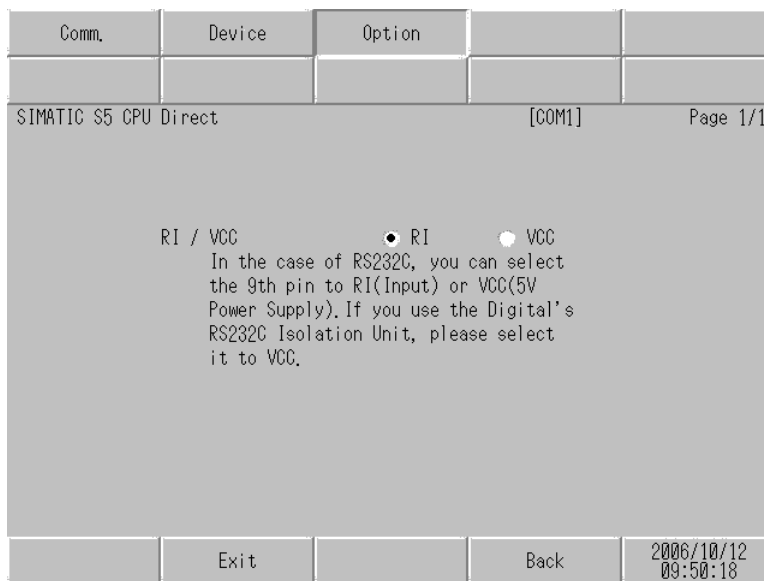 Comm. Device Option
SIMATIC S5 CPU Direct [COM1] Page 1/1
RI / VCC RI VCC
In the case of RS232C, you can select
the 9th pin to RI(Input) or VCC(5V
Power Supply).If you use the Digital's
RS232C Isolation Unit, please select
it to VCC.
Exit Back 2006/10/12
09:50:18